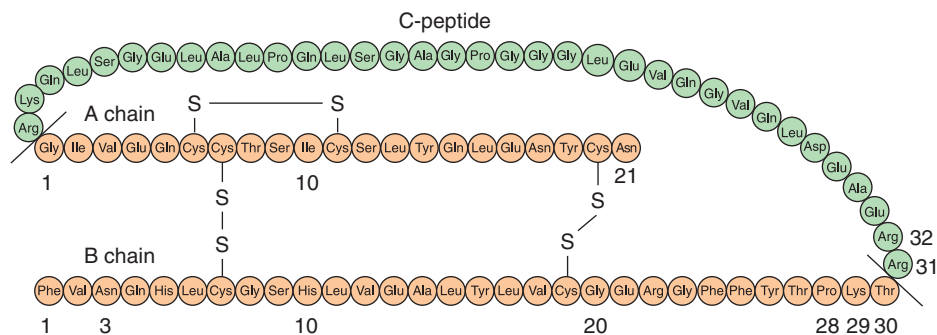 C-peptide
Arg Lys Gln Leu Ser Gly Glu Leu Ala Leu Pro Gln Leu Ser Gly Ala Gly Pro Gly Gly Gly Leu Glu Val Gln Gly Val Gln Leu Asp Glu Ala Glu Arg Arg
32
31
A chain
S S
Gly Ile Val Glu Gln Cys Cys Thr Ser Ile Cys Ser Leu Tyr Gln Leu Glu Asn Tyr Cys Asn
1 10 21
S S
S S
B chain
Phe Val Asn Gln His Leu Cys Gly Ser His Leu Val Glu Ala Leu Tyr Leu Val Cys Gly Glu Arg Gly Phe Phe Tyr Thr Pro Lys Thr
1 3 10 20 28 29 30